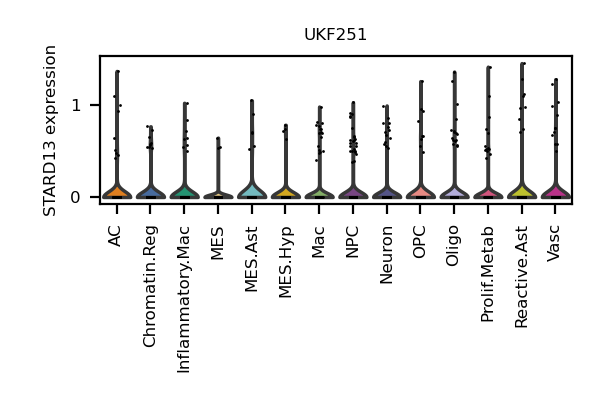 UKF251
STARD13 expression
1
0
AC
Chromatin.Reg
Inflammatory.Mac
MES
MES.Ast
MES.Hyp
Mac
NPC
Neuron
OPC
Oligo
Prolif.Metab
Reactive.Ast
Vasc